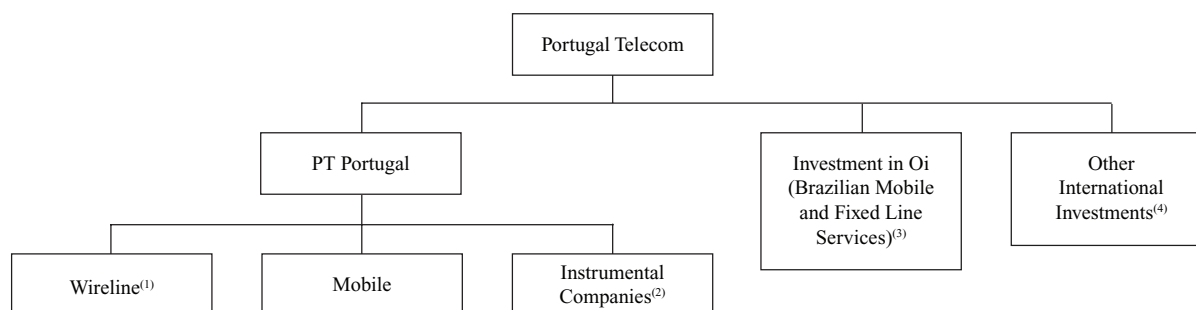 Portugal Telecom
PT Portugal
Investment in Oi
(Brazilian Mobile
and Fixed Line
Services)(3)
Other
International
Investments(4)
Wireline(1)
Mobile
Instrumental
Companies(2)